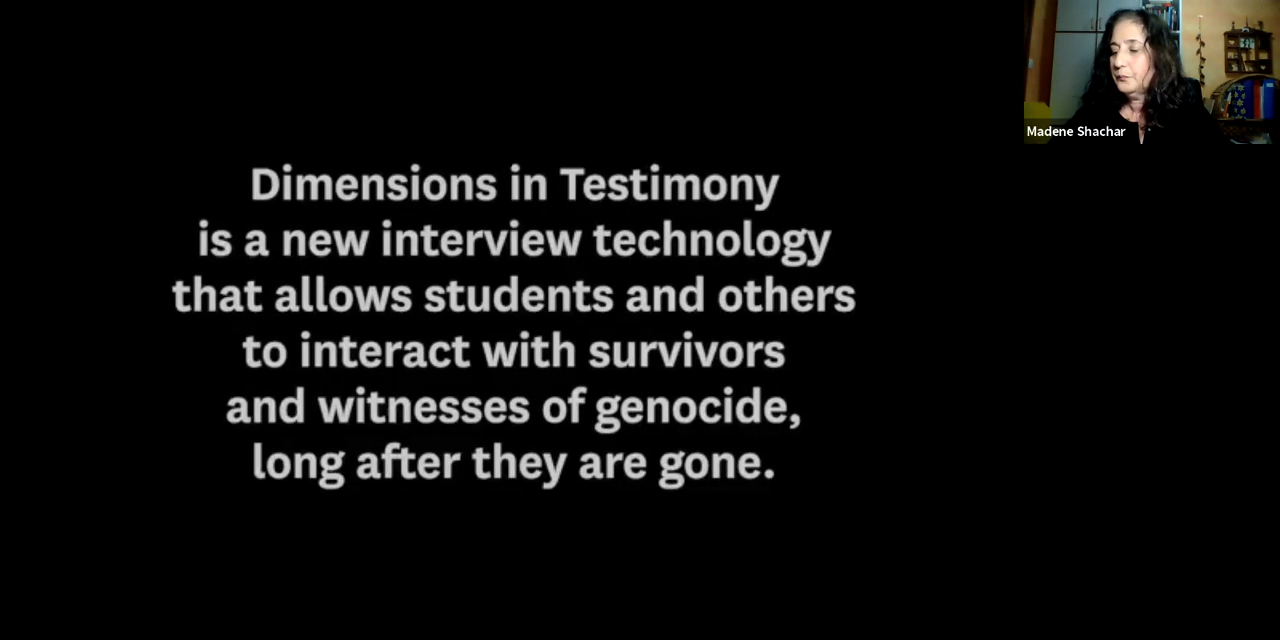 Dimensions in Testimony
is a new interview technology
that allows students and others
to interact with survivors
and witnesses of genocide,
long after they are gone.
Madene Shachar